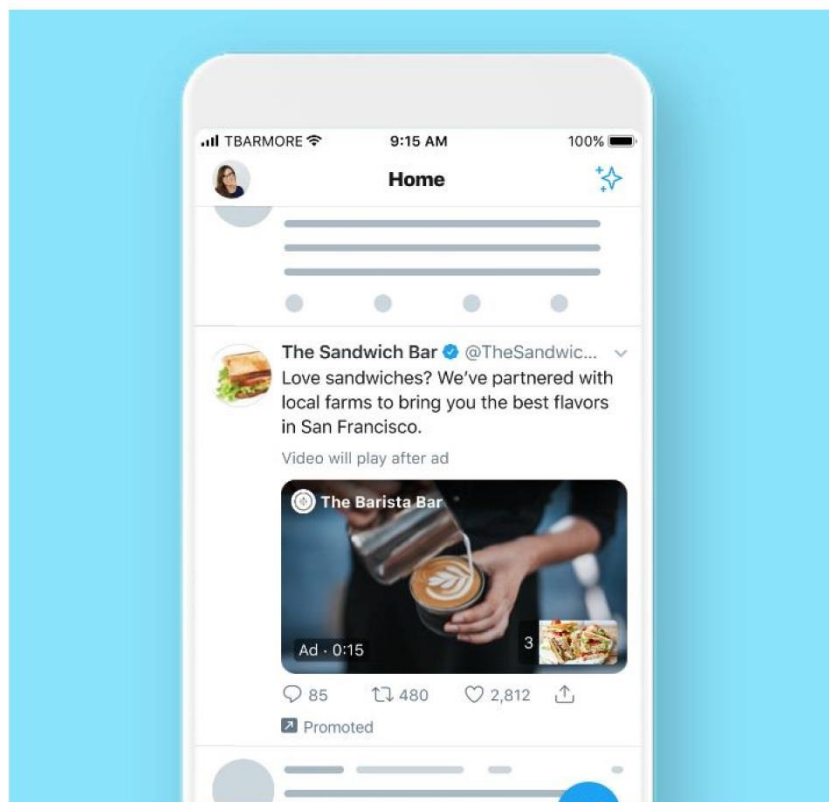 TBARMORE 9:15 AM 100%
Home
The Sandwich Bar @TheSandwic...
Love sandwiches? We’ve partnered with
local farms to bring you the best flavors
in San Francisco.
Video will play after ad
The Barista Bar
Ad · 0:15 3
85 480 2,812
Promoted